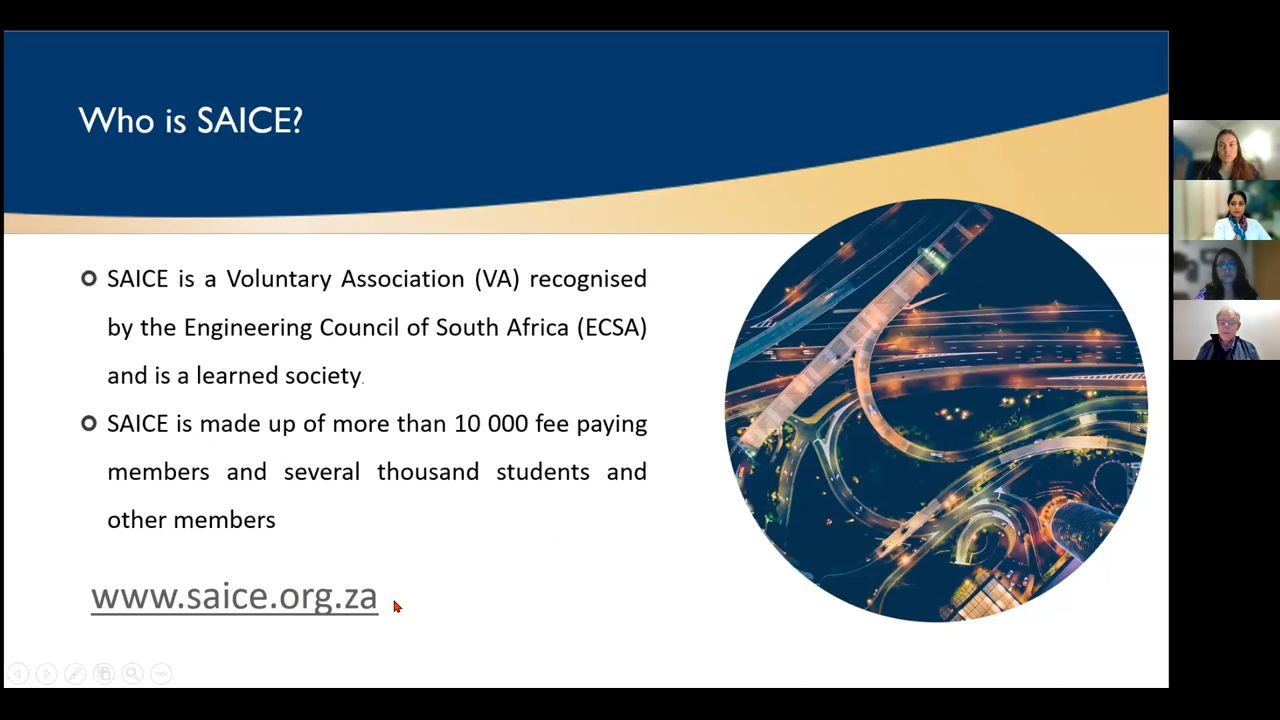 Who is SAICE?
SAICE is a Voluntary Association (VA) recognised
by the Engineering Council of South Africa (ECSA)
and is a learned society.
SAICE is made up of more than 10 000 fee paying
members and several thousand students and
other members
www.saice.org.za